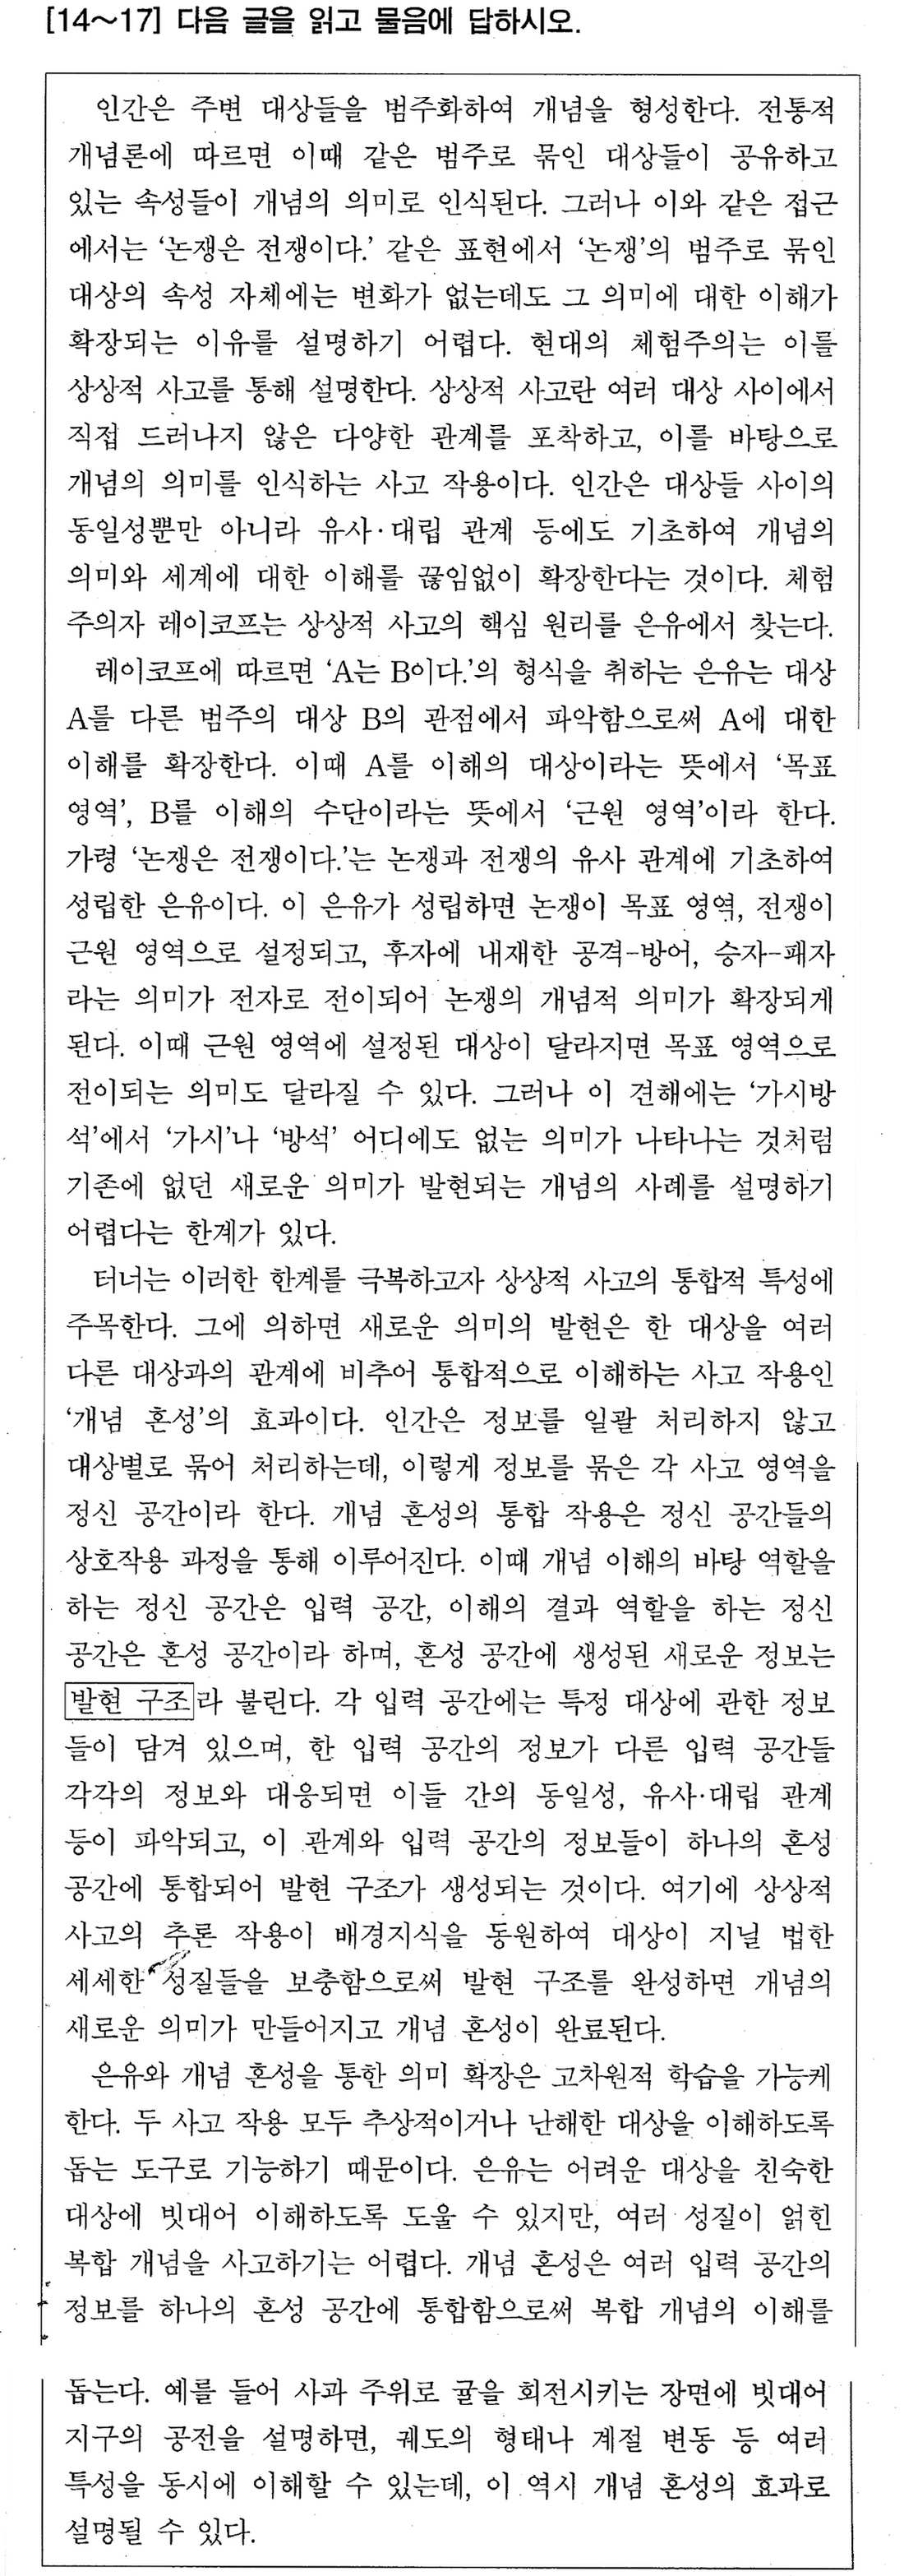 [14～17] 다음 글을 읽고 물음에 답하시오.
인간은 주변 대상들을 범주화하여 개념을 형성한다. 전통적
개념론에 따르면 이때 같은 범주로 묶인 대상들이 공유하고
있는 속성들이 개념의 의미로 인식된다. 그러나 이와 같은 접근
에서는 ‘논쟁은 전쟁이다.’ 같은 표현에서 ‘논쟁’의 범주로 묶인
대상의 속성 자체에는 변화가 없는데도 그 의미에 대한 이해가
확장되는 이유를 설명하기 어렵다. 현대의 체험주의는 이를
상상적 사고를 통해 설명한다. 상상적 사고란 여러 대상 사이에서
직접 드러나지 않은 다양한 관계를 포착하고, 이를 바탕으로
개념의 의미를 인식하는 사고 작용이다. 인간은 대상들 사이의
동일성뿐만 아니라 유사·대립 관계 등에도 기초하여 개념의
의미와 세계에 대한 이해를 끊임없이 확장한다는 것이다. 체험
주의자 레이코프는 상상적 사고의 핵심 원리를 은유에서 찾는다.
레이코프에 따르면 ‘A는 B이다.’의 형식을 취하는 은유는 대상
A를 다른 범주의 대상 B의 관점에서 파악함으로써 A에 대한
이해를 확장한다. 이때 A를 이해의 대상이라는 뜻에서 ‘목표
영역’, B를 이해의 수단이라는 뜻에서 ‘근원 영역’이라 한다.
가령 ‘논쟁은 전쟁이다.’는 논쟁과 전쟁의 유사 관계에 기초하여
성립한 은유이다. 이 은유가 성립하면 논쟁이 목표 영역, 전쟁이
근원 영역으로 설정되고, 후자에 내재한 공격-방어, 승자-패자
라는 의미가 전자로 전이되어 논쟁의 개념적 의미가 확장되게
된다. 이때 근원 영역에 설정된 대상이 달라지면 목표 영역으로
전이되는 의미도 달라질 수 있다. 그러나 이 견해에는 ‘가시방
석’에서 ‘가시’나 ‘방석’ 어디에도 없는 의미가 나타나는 것처럼
기존에 없던 새로운 의미가 발현되는 개념의 사례를 설명하기
어렵다는 한계가 있다.
터너는 이러한 한계를 극복하고자 상상적 사고의 통합적 특성에
주목한다. 그에 의하면 새로운 의미의 발현은 한 대상을 여러
다른 대상과의 관계에 비추어 통합적으로 이해하는 사고 작용인
‘개념 혼성’의 효과이다. 인간은 정보를 일괄 처리하지 않고
대상별로 묶어 처리하는데, 이렇게 정보를 묶은 각 사고 영역을
정신 공간이라 한다. 개념 혼성의 통합 작용은 정신 공간들의
상호작용 과정을 통해 이루어진다. 이때 개념 이해의 바탕 역할을
하는 정신 공간은 입력 공간, 이해의 결과 역할을 하는 정신
공간은 혼성 공간이라 하며, 혼성 공간에 생성된 새로운 정보는
발현 구조라 불린다. 각 입력 공간에는 특정 대상에 관한 정보
들이 담겨 있으며, 한 입력 공간의 정보가 다른 입력 공간들
각각의 정보와 대응되면 이들 간의 동일성, 유사·대립 관계
등이 파악되고, 이 관계와 입력 공간의 정보들이 하나의 혼성
공간에 통합되어 발현 구조가 생성되는 것이다. 여기에 상상적
사고의 추론 작용이 배경지식을 동원하여 대상이 지닐 법한
세세한 성질들을 보충함으로써 발현 구조를 완성하면 개념의
새로운 의미가 만들어지고 개념 혼성이 완료된다.
은유와 개념 혼성을 통한 의미 확장은 고차원적 학습을 가능케
한다. 두 사고 작용 모두 추상적이거나 난해한 대상을 이해하도록
돕는 도구로 기능하기 때문이다. 은유는 어려운 대상을 친숙한
대상에 빗대어 이해하도록 도울 수 있지만, 여러 성질이 얽힌
복합 개념을 사고하기는 어렵다. 개념 혼성은 여러 입력 공간의
정보를 하나의 혼성 공간에 통합함으로써 복합 개념의 이해를
돕는다. 예를 들어 사과 주위로 귤을 회전시키는 장면에 빗대어
지구의 공전을 설명하면, 궤도의 형태나 계절 변동 등 여러
특성을 동시에 이해할 수 있는데, 이 역시 개념 혼성의 효과로
설명될 수 있다.